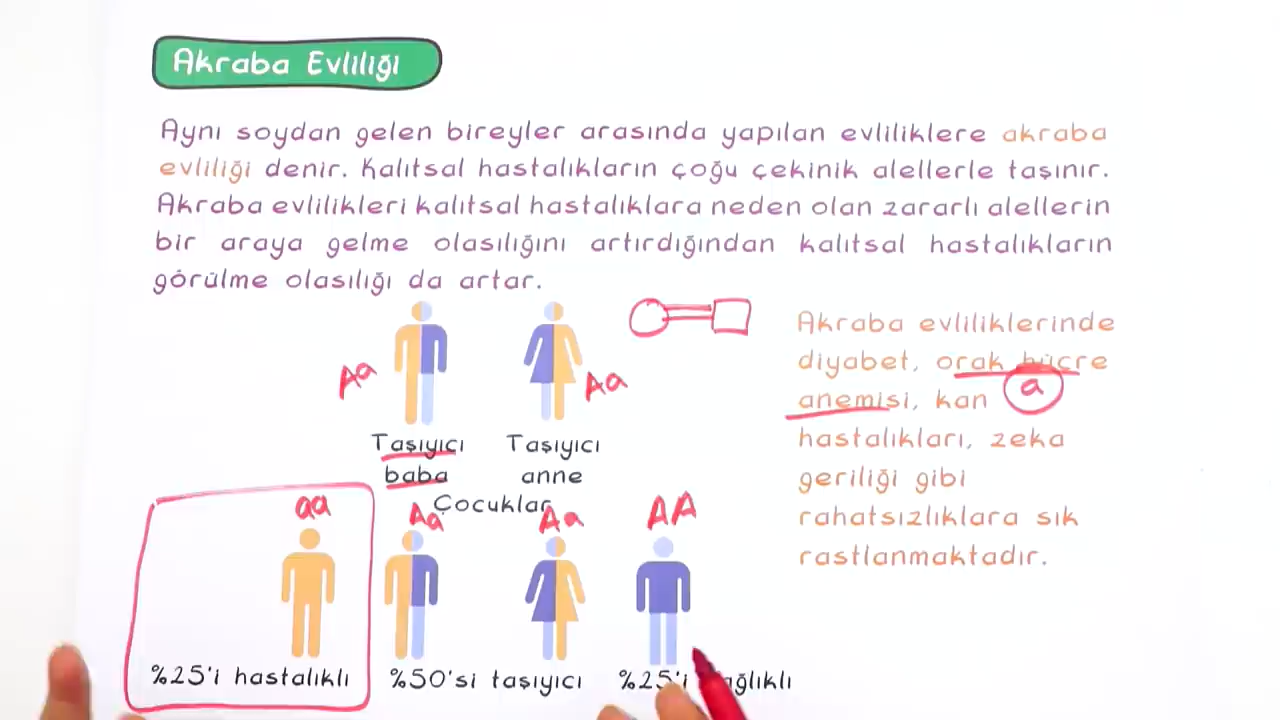 Akraba Evliliği
Aynı soydan gelen bireyler arasında yapılan evliliklere akraba
evliliği denir. Kalıtsal hastalıkların çoğu çekinik alellerle taşınır.
Akraba evlilikleri kalıtsal hastalıklara neden olan zararlı alellerin
bir araya gelme olasılığını artırdığından kalıtsal hastalıkların
görülme olasılığı da artar.
Akraba evliliklerinde
diyabet, orak hücre
anemisi, kan
hastalıkları, zeka
geriliği gibi
rahatsızlıklara sık
rastlanmaktadır.
a
Aa
Aa
Taşıyıcı
baba
Taşıyıcı
anne
Çocuklar
aa
Aa
Aa
AA
%25'i hastalıklı
%50'si taşıyıcı
%25'i